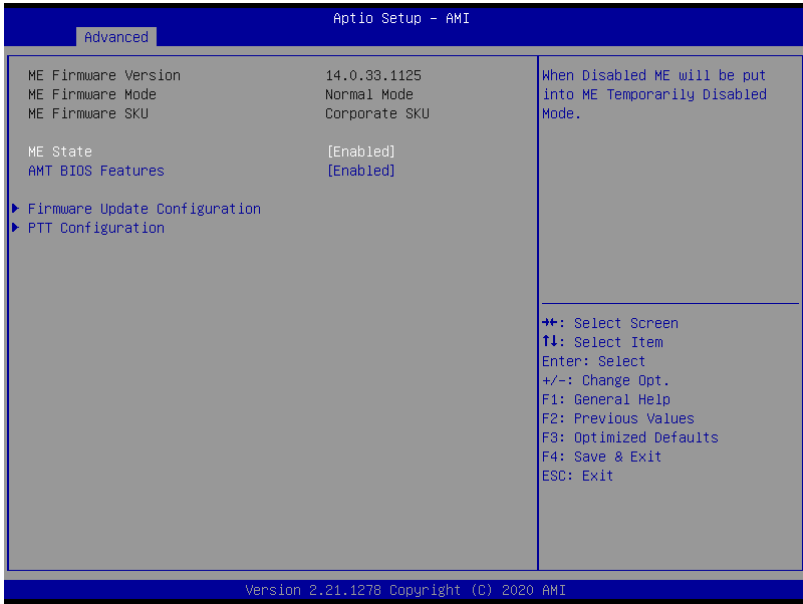 Aptio Setup – AMI
Advanced
ME Firmware Version 14.0.33.1125
ME Firmware Mode Normal Mode
ME Firmware SKU Corporate SKU
ME State [Enabled]
AMT BIOS Features [Enabled]
Firmware Update Configuration
PTT Configuration
When Disabled ME will be put
into ME Temporarily Disabled
Mode.
→←: Select Screen
↑↓: Select Item
Enter: Select
+/-: Change Opt.
F1: General Help
F2: Previous Values
F3: Optimized Defaults
F4: Save & Exit
ESC: Exit
Version 2.21.1278 Copyright (C) 2020 AMI